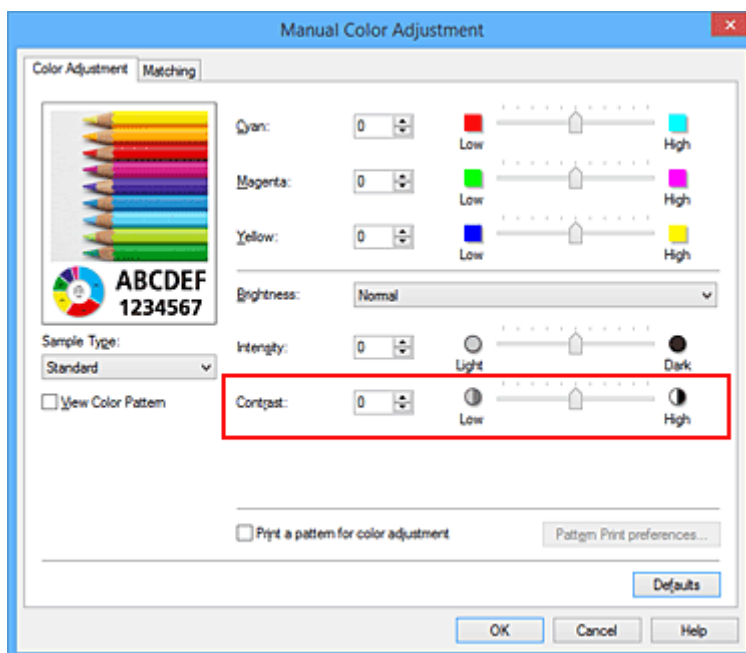 Manual Color Adjustment
Color Adjustment Matching
Cyan: 0 Low High
Magenta: 0 Low High
Yellow: 0 Low High
ABCDEF
1234567
Brightness: Normal
Sample Type:
Standard
Intensity: 0 Light Dark
View Color Pattern
Contrast: 0 Low High
Print a pattern for color adjustment Pattern Print preferences...
Defaults
OK Cancel Help